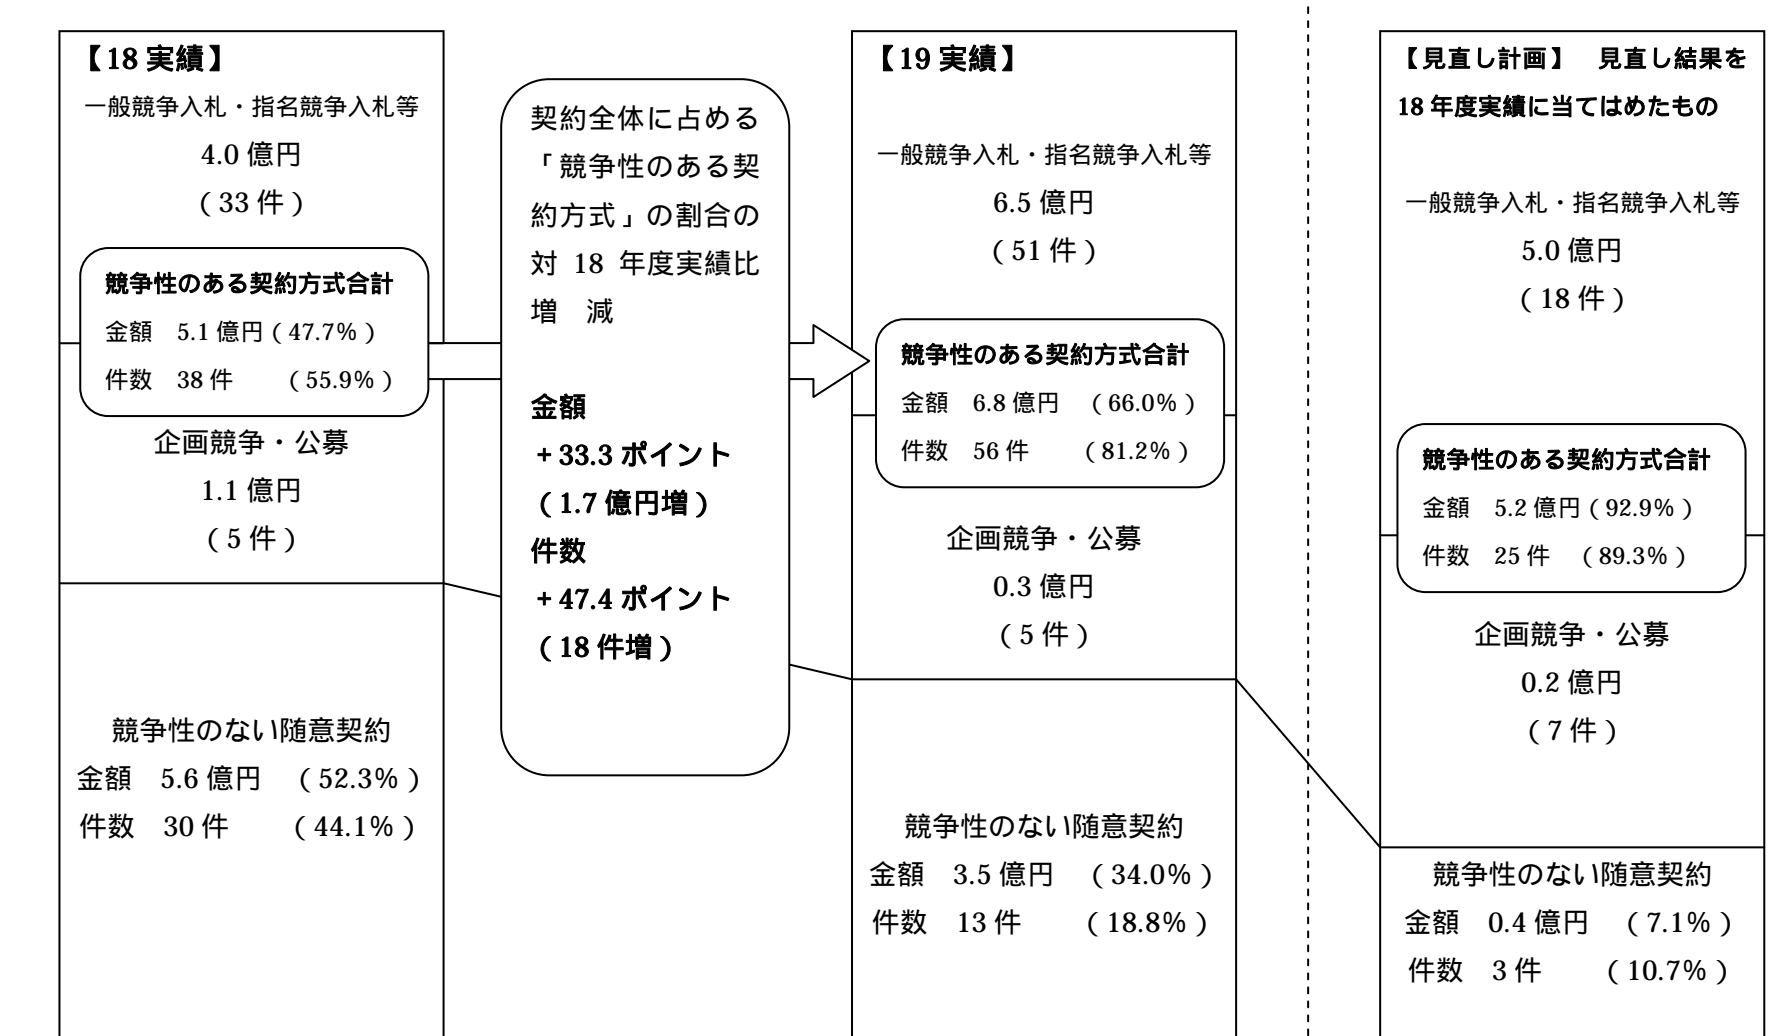 【18 実績】
一般競争入札・指名競争入札等
4.0 億円
（33 件）
競争性のある契約方式合計
金額　5.1 億円（47.7%）
件数　38 件　　（55.9%）
企画競争・公募
1.1 億円
（5 件）
競争性のない随意契約
金額　5.6 億円　（52.3%）
件数　30 件　　（44.1%）
契約全体に占める
「競争性のある契
約方式」の割合の
対 18 年度実績比
増　減
金額
+33.3 ポイント
（1.7 億円増）
件数
+47.4 ポイント
（18 件増）
【19 実績】
一般競争入札・指名競争入札等
6.5 億円
（51 件）
競争性のある契約方式合計
金額　6.8 億円　（66.0%）
件数　56 件　　（81.2%）
企画競争・公募
0.3 億円
（5 件）
競争性のない随意契約
金額　3.5 億円　（34.0%）
件数　13 件　　（18.8%）
【見直し計画】　見直し結果を
18 年度実績に当てはめたもの
一般競争入札・指名競争入札等
5.0 億円
（18 件）
競争性のある契約方式合計
金額　5.2 億円（92.9%）
件数　25 件　（89.3%）
企画競争・公募
0.2 億円
（7 件）
競争性のない随意契約
金額　0.4 億円　（7.1%）
件数　3 件　　（10.7%）